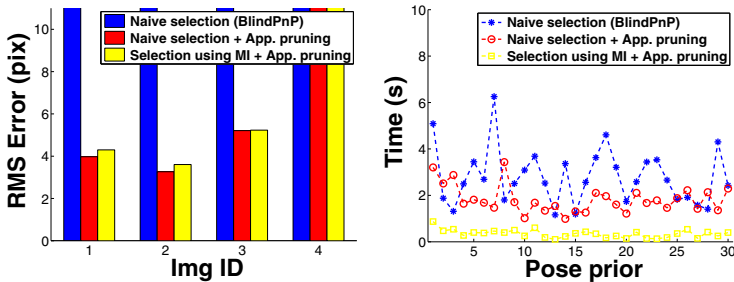 Naive selection (BlindPnP)
Naive selection + App. pruning
Selection using MI + App. pruning
RMS Error (pix)
10
8
6
4
2
0
1 2 3 4
Img ID
Naive selection (BlindPnP)
Naive selection + App. pruning
Selection using MI + App. pruning
Time (s)
10
8
6
4
2
0
5 10 15 20 25 30
Pose prior